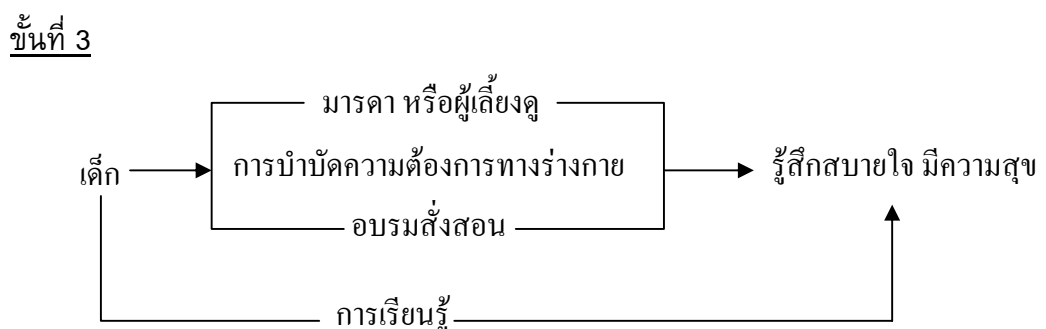 ขั้นที่ 3
มารดา หรือผู้เลี้ยงดู
เด็ก
การบำบัดความต้องการทางร่างกาย
รู้สึกสบายใจ มีความสุข
อบรมสั่งสอน
การเรียนรู้